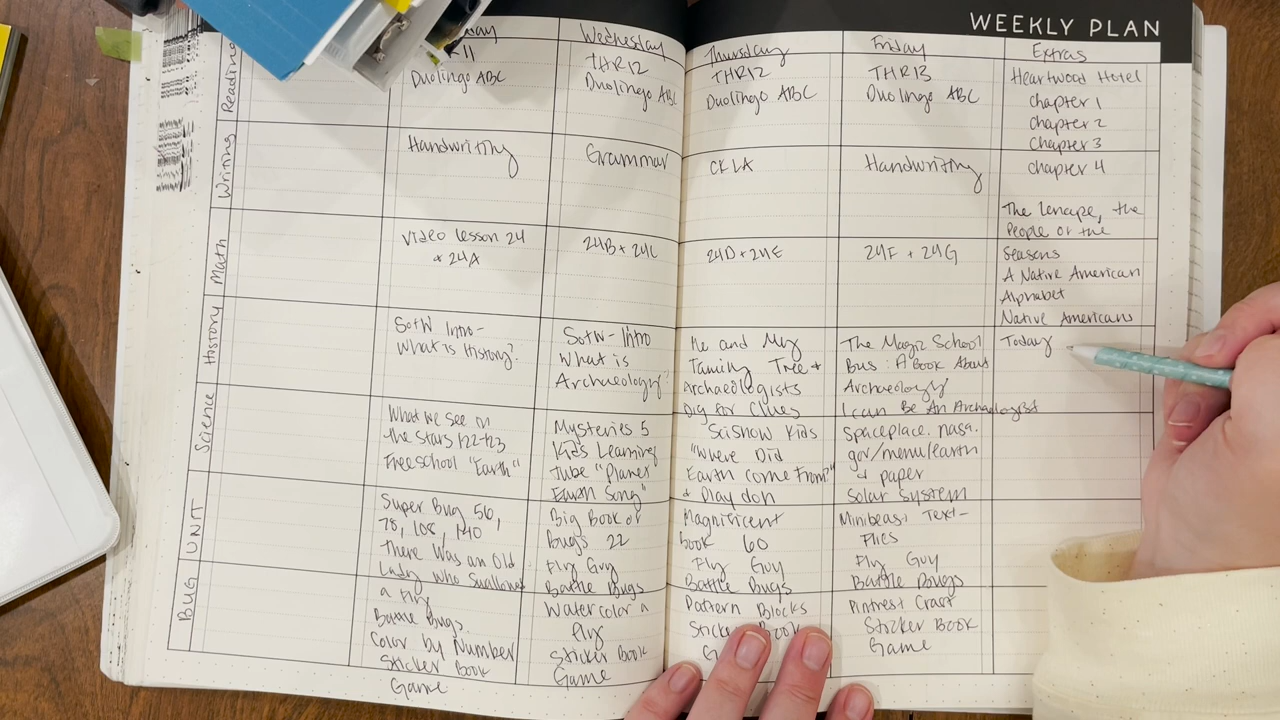 WEEKLY PLAN
Wednesday
Thursday
Friday
Extras
Reading
11
Duolingo ABC
THR12
Duolingo ABC
THR12
Duolingo ABC
THR13
Duolingo ABC
Heartwood Hotel
chapter 1
chapter 2
chapter 3
chapter 4
The Lenape, the
People of the
Seasons
A Native American
Alphabet
Native Americans
Today
Writing
Handwriting
Grammar
CKLA
Handwriting
Math
Video lesson 24
+ 24A
24B + 24C
24D + 24E
24F + 24G
History
SotW Intro-
What is History?
SotW - Intro
What is
Archaeology?
Me and My
Family Tree +
Archaeologists
Dig for Clues
The Magic School
Bus: A Book About
Archaeology
I can Be An Archaeologist
Science
What we see in
the Stars 122-123
Freeschool "Earth"
Mysteries 5
Kids Learning
Tube "Planet
Earth Song"
SciShow Kids
"Where Did
Earth come From?"
+ Playdoh
Spaceplace.nasa.
gov/menu/earth
+ paper
Solar System
BUG UNIT
Super Bug 56,
78, 108, 140
There Was an Old
Lady Who Swallowed
a Fly
Battle Bugs
Color by Number
Sticker Book
Game
Big Book of
Bugs 22
Fly Guy
Battle Bugs
Watercolor a
Fly
Sticker Book
Game
Magnificent
book 60
Fly Guy
Battle Bugs
Pattern Blocks
Sticker Book
Minibeast Text-
Flies
Fly Guy
Battle Bugs
Pintrest Craft
Sticker Book
Game